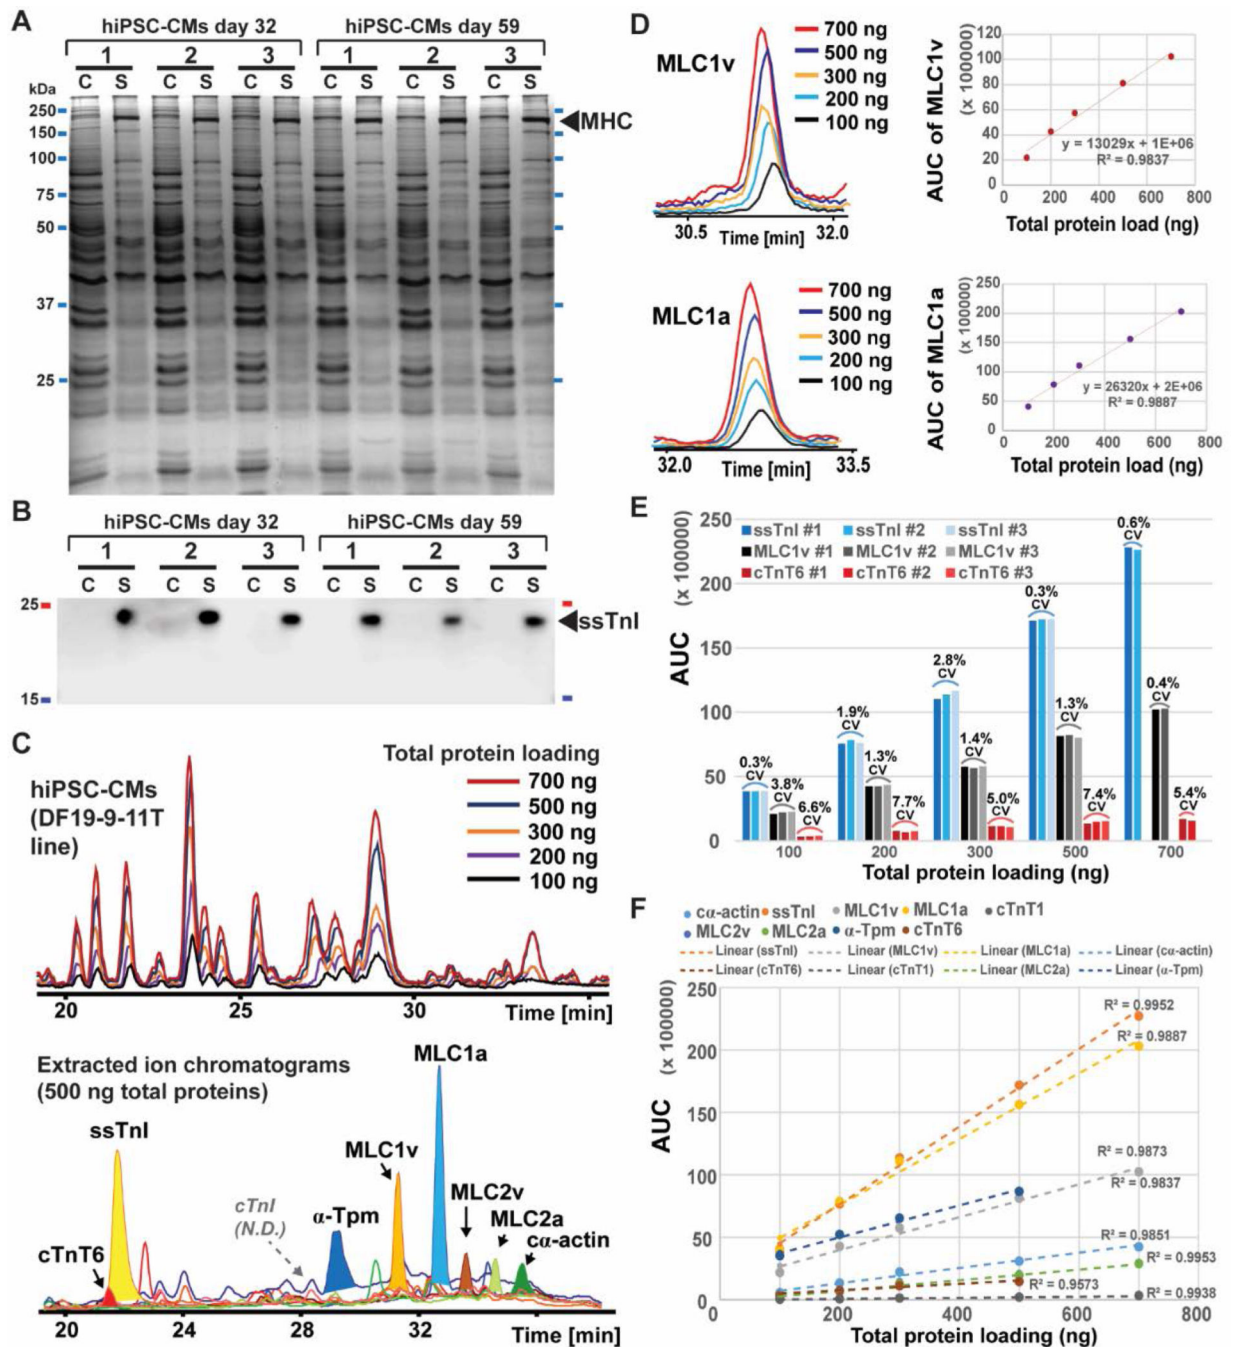 A
hiPSC-CMs day 32 hiPSC-CMs day 59
1 2 3 1 2 3
C S C S C S C S C S C S
kDa
250
150
100
75
50
37
25
MHC
B
hiPSC-CMs day 32 hiPSC-CMs day 59
1 2 3 1 2 3
C S C S C S C S C S C S
25
15
ssTnI
C
hiPSC-CMs
(DF19-9-11T
line)
Total protein loading
700 ng
500 ng
300 ng
200 ng
100 ng
20 25 30 Time [min]
Extracted ion chromatograms
(500 ng total proteins)
MLC1a
ssTnI
MLC1v
cTnI
(N.D.)
α-Tpm
MLC2v
MLC2a
cα-actin
cTnT6
20 24 28 32 Time [min]
D
MLC1v
700 ng
500 ng
300 ng
200 ng
100 ng
30.5 Time [min] 32.0
AUC of MLC1v
(x 100000)
120
100
80
60
40
20
0
y = 13029x + 1E+06
R² = 0.9837
0 200 400 600 800
Total protein load (ng)
MLC1a
700 ng
500 ng
300 ng
200 ng
100 ng
32.0 Time [min] 33.5
AUC of MLC1a
(x 100000)
250
200
150
100
50
0
y = 26320x + 2E+06
R² = 0.9887
0 200 400 600 800
Total protein load (ng)
E
AUC
(x 100000)
250
200
150
100
50
0
ssTnI #1 ssTnI #2 ssTnI #3
MLC1v #1 MLC1v #2 MLC1v #3
cTnT6 #1 cTnT6 #2 cTnT6 #3
0.3%
CV
3.8%
CV
6.6%
CV
1.9%
CV
1.3%
CV
7.7%
CV
2.8%
CV
1.4%
CV
5.0%
CV
0.3%
CV
1.3%
CV
7.4%
CV
0.6%
CV
0.4%
CV
5.4%
CV
100 200 300 500 700
Total protein loading (ng)
F
cα-actin ssTnI MLC1v MLC1a cTnT1
MLC2v MLC2a α-Tpm cTnT6
Linear (ssTnI) Linear (MLC1v) Linear (MLC1a) Linear (cα-actin)
Linear (cTnT6) Linear (cTnT1) Linear (MLC2a) Linear (α-Tpm)
AUC
(x 100000)
250
200
150
100
50
0
R² = 0.9952
R² = 0.9887
R² = 0.9873
R² = 0.9837
R² = 0.9851
R² = 0.9953
R² = 0.9573
R² = 0.9938
0 200 400 600 800
Total protein loading (ng)